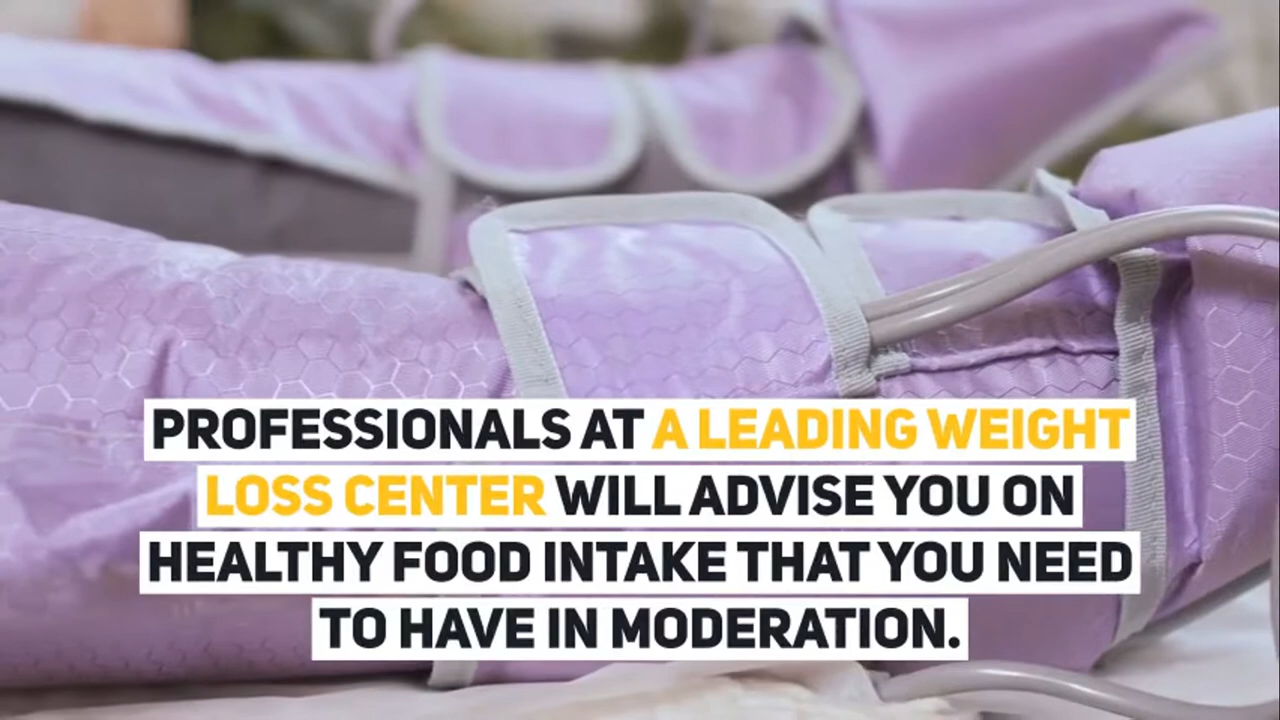 PROFESSIONALS AT A LEADING WEIGHT
LOSS CENTER WILL ADVISE YOU ON
HEALTHY FOOD INTAKE THAT YOU NEED
TO HAVE IN MODERATION.